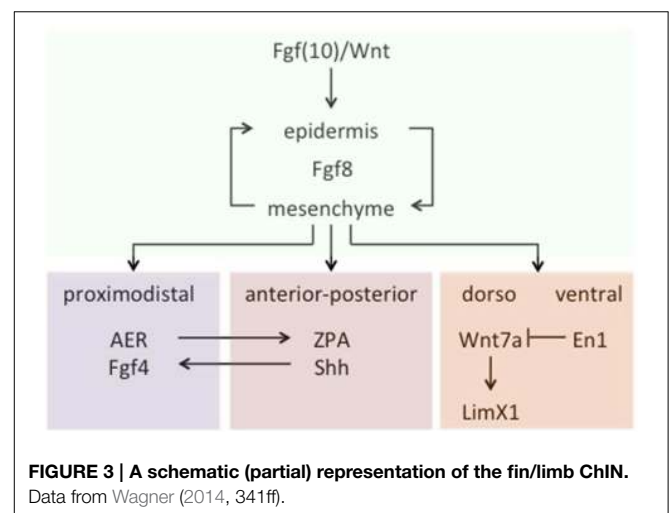 Fgf(10)/Wnt
epidermis
Fgf8
mesenchyme
proximodistal
AER
Fgf4
anterior-posterior
ZPA
Shh
dorso ventral
Wnt7a En1
LimX1
FIGURE 3 | A schematic (partial) representation of the fin/limb ChIN.
Data from Wagner (2014, 341ff).